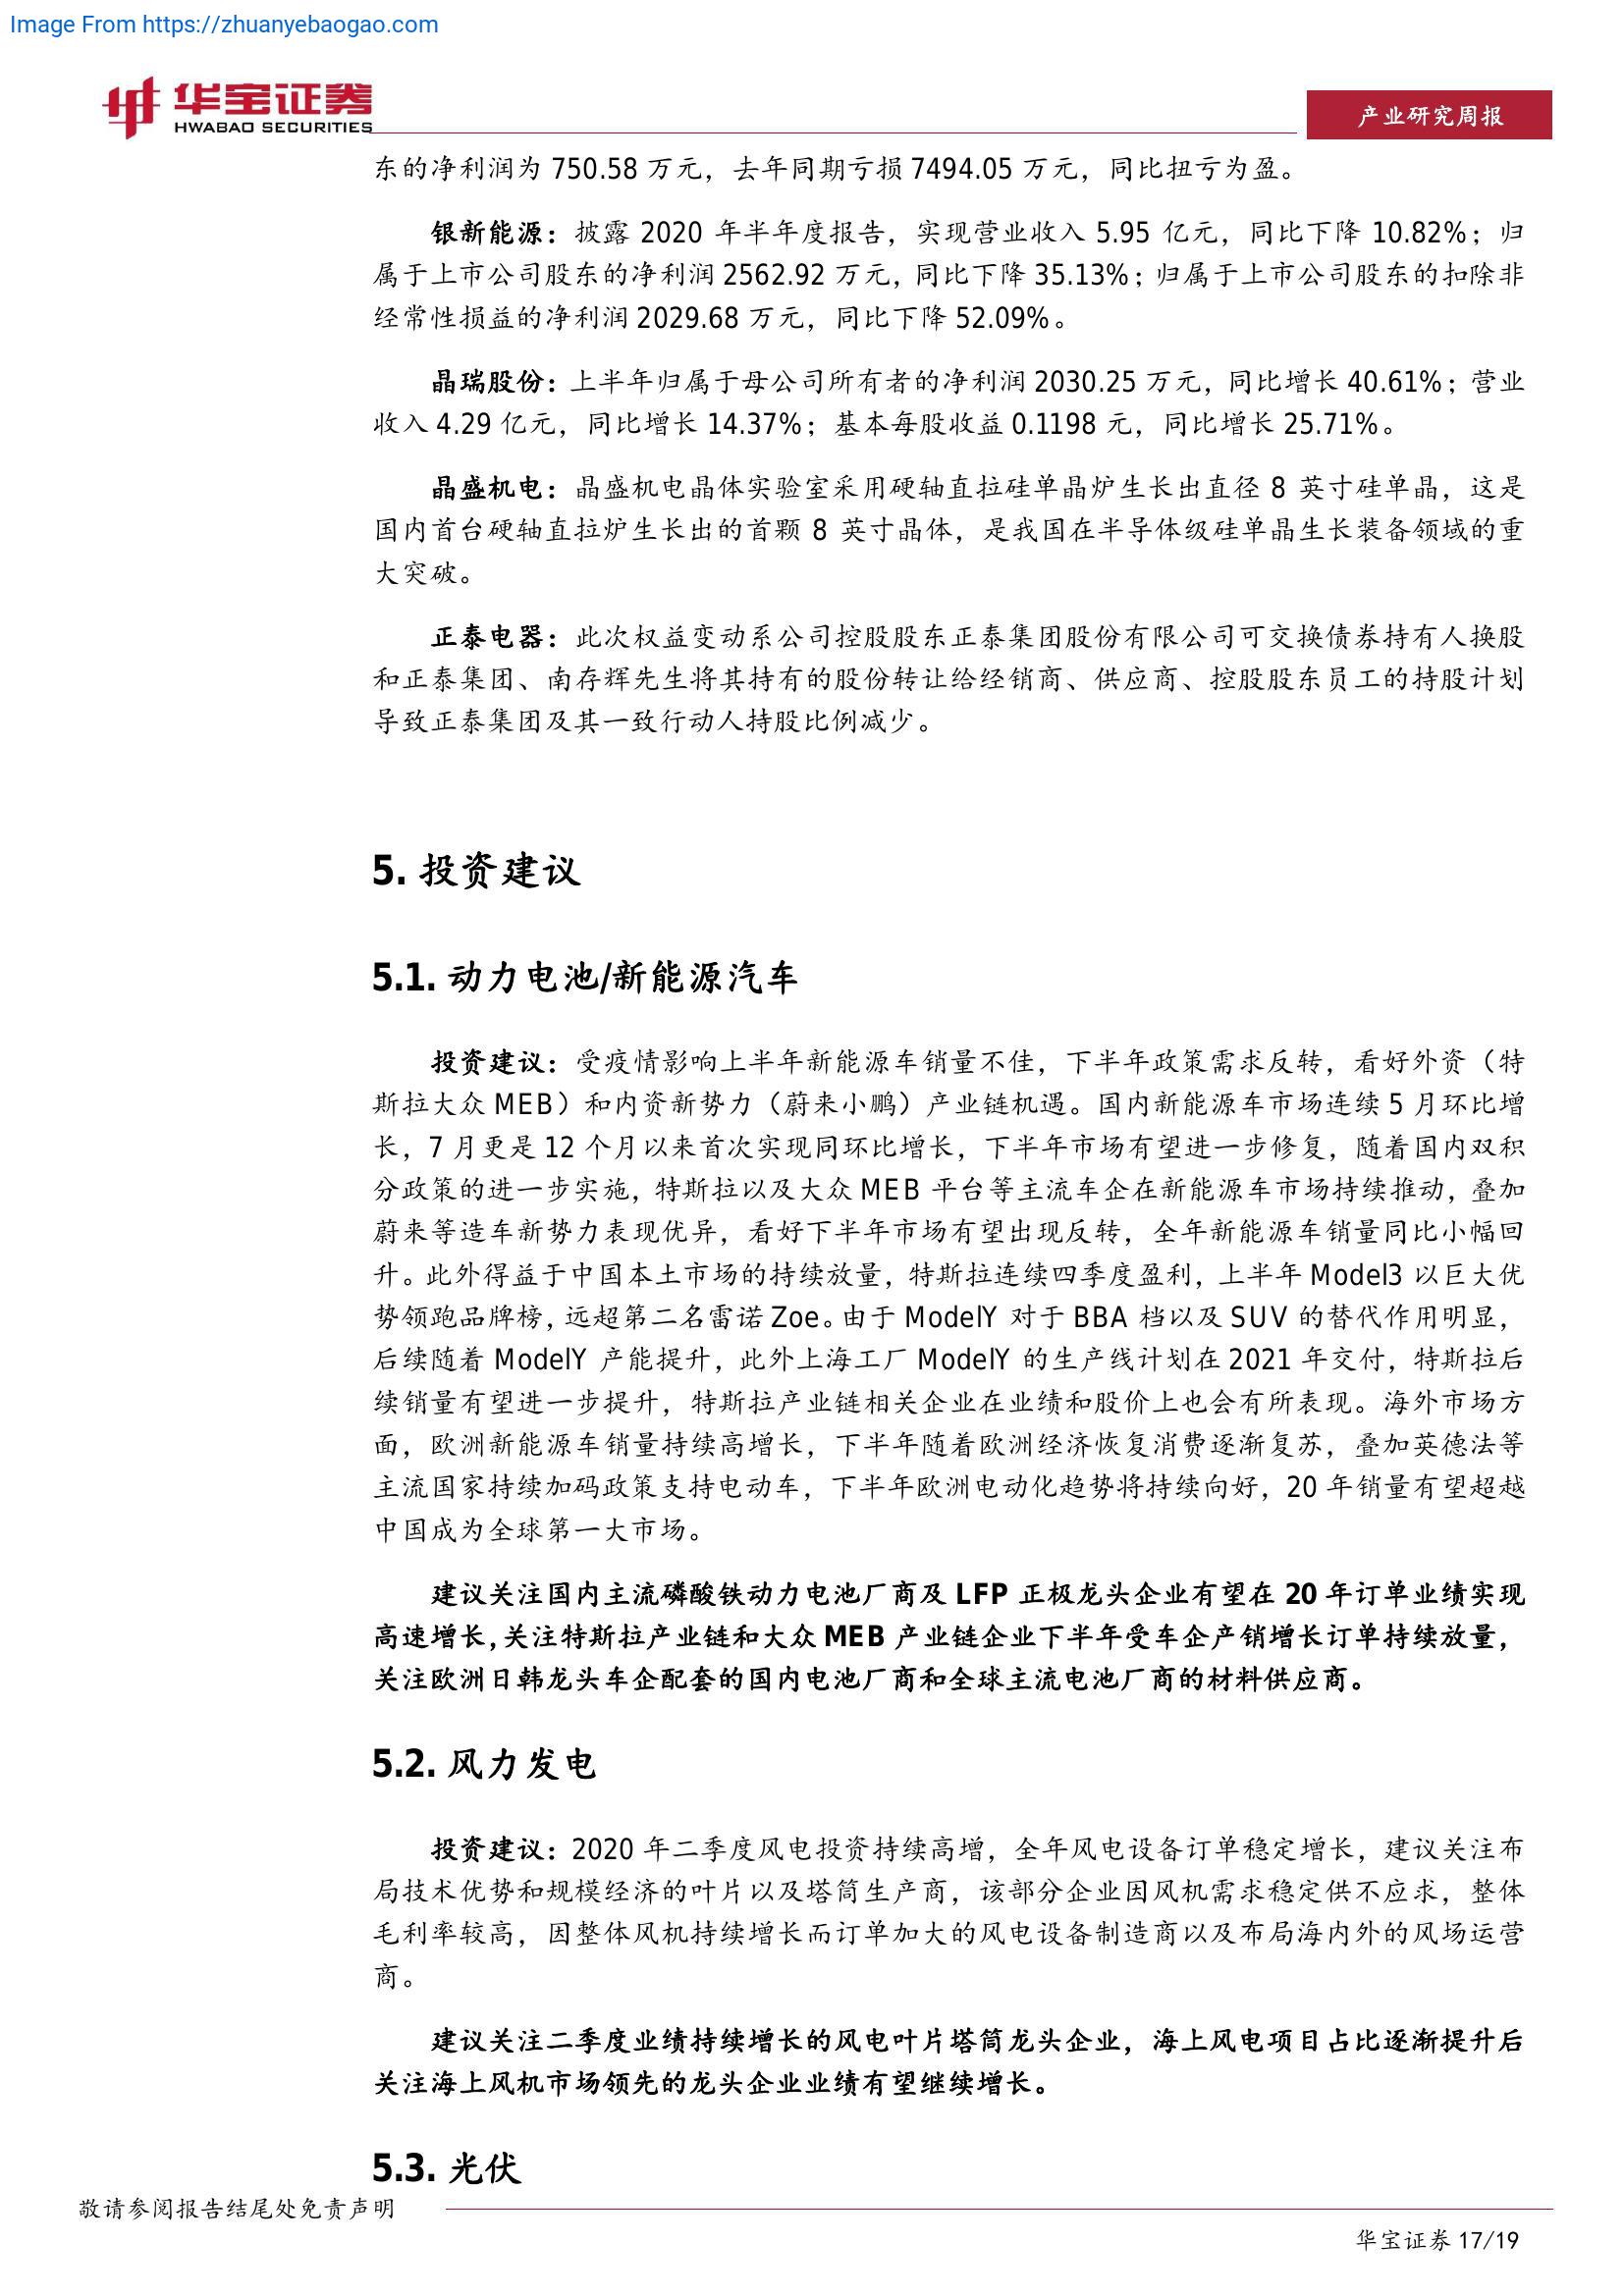 Image From https://zhuanyebaogao.com
华宝证券
HWABAO SECURITIES
产业研究周报
东的净利润为 750.58 万元，去年同期亏损 7494.05 万元，同比扭亏为盈。
银新能源：披露 2020 年半年度报告，实现营业收入 5.95 亿元，同比下降 10.82%；归
属于上市公司股东的净利润 2562.92 万元，同比下降 35.13%；归属于上市公司股东的扣除非
经常性损益的净利润 2029.68 万元，同比下降 52.09%。
晶瑞股份：上半年归属于母公司所有者的净利润 2030.25 万元，同比增长 40.61%；营业
收入 4.29 亿元，同比增长 14.37%；基本每股收益 0.1198 元，同比增长 25.71%。
晶盛机电：晶盛机电晶体实验室采用硬轴直拉硅单晶炉生长出直径 8 英寸硅单晶，这是
国内首台硬轴直拉炉生长出的首颗 8 英寸晶体，是我国在半导体级硅单晶生长装备领域的重
大突破。
正泰电器：此次权益变动系公司控股股东正泰集团股份有限公司可交换债券持有人换股
和正泰集团、南存辉先生将其持有的股份转让给经销商、供应商、控股股东员工的持股计划
导致正泰集团及其一致行动人持股比例减少。
5. 投资建议
5.1. 动力电池/新能源汽车
投资建议：受疫情影响上半年新能源车销量不佳，下半年政策需求反转，看好外资（特
斯拉大众 MEB）和内资新势力（蔚来小鹏）产业链机遇。国内新能源车市场连续 5 月环比增
长，7 月更是 12 个月以来首次实现同环比增长，下半年市场有望进一步修复，随着国内双积
分政策的进一步实施，特斯拉以及大众 MEB 平台等主流车企在新能源车市场持续推动，叠加
蔚来等造车新势力表现优异，看好下半年市场有望出现反转，全年新能源车销量同比小幅回
升。此外得益于中国本土市场的持续放量，特斯拉连续四季度盈利，上半年 Model3 以巨大优
势领跑品牌榜，远超第二名雷诺 Zoe。由于 ModelY 对于 BBA 档以及 SUV 的替代作用明显，
后续随着 ModelY 产能提升，此外上海工厂 ModelY 的生产线计划在 2021 年交付，特斯拉后
续销量有望进一步提升，特斯拉产业链相关企业在业绩和股价上也会有所表现。海外市场方
面，欧洲新能源车销量持续高增长，下半年随着欧洲经济恢复消费逐渐复苏，叠加英德法等
主流国家持续加码政策支持电动车，下半年欧洲电动化趋势将持续向好，20 年销量有望超越
中国成为全球第一大市场。
建议关注国内主流磷酸铁动力电池厂商及 LFP 正极龙头企业有望在 20 年订单业绩实现
高速增长，关注特斯拉产业链和大众 MEB 产业链企业下半年受车企产销增长订单持续放量，
关注欧洲日韩龙头车企配套的国内电池厂商和全球主流电池厂商的材料供应商。
5.2. 风力发电
投资建议：2020 年二季度风电投资持续高增，全年风电设备订单稳定增长，建议关注布
局技术优势和规模经济的叶片以及塔筒生产商，该部分企业因风机需求稳定供不应求，整体
毛利率较高，因整体风机持续增长而订单加大的风电设备制造商以及布局海内外的风场运营
商。
建议关注二季度业绩持续增长的风电叶片塔筒龙头企业，海上风电项目占比逐渐提升后
关注海上风机市场领先的龙头企业业绩有望继续增长。
5.3. 光伏
敬请参阅报告结尾处免责声明
华宝证券 17/19